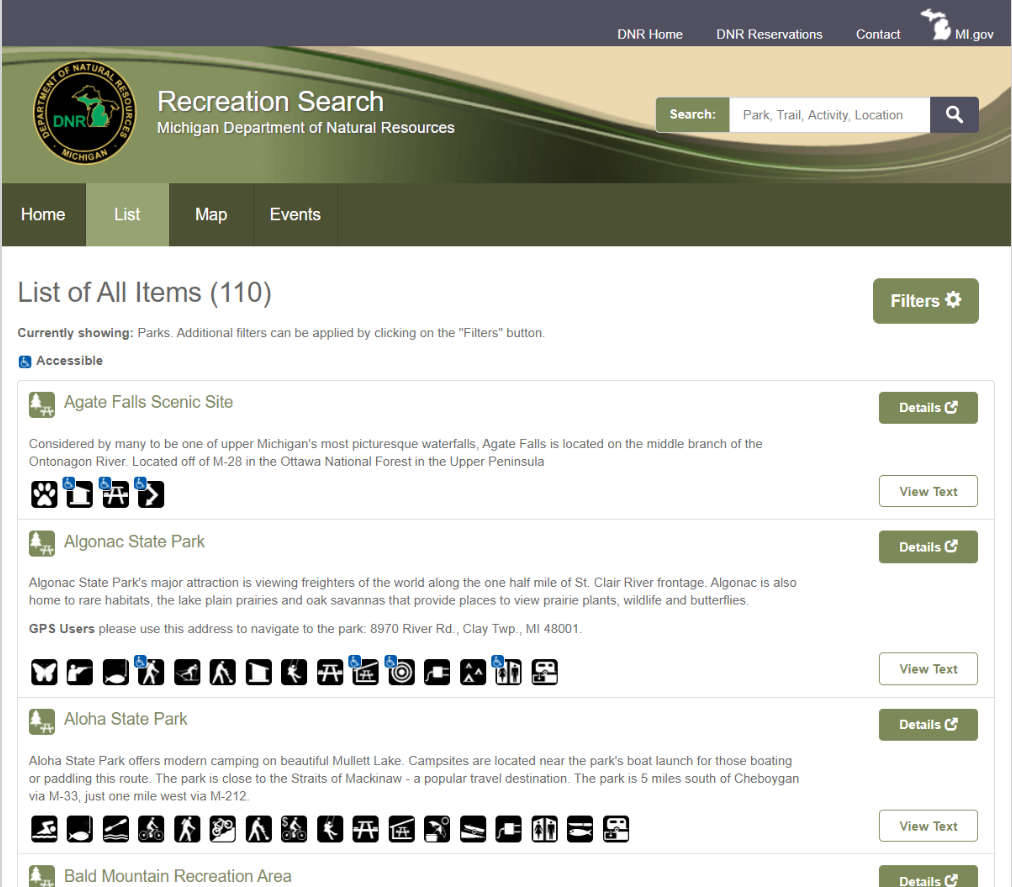 DNR Home DNR Reservations Contact MI.gov
DEPARTMENT OF NATURAL RESOURCES
DNR
MICHIGAN
Recreation Search
Michigan Department of Natural Resources
Search: Park, Trail, Activity, Location
Home List Map Events
List of All Items (110)
Filters
Currently showing: Parks. Additional filters can be applied by clicking on the "Filters" button.
Accessible
Agate Falls Scenic Site
Details
Considered by many to be one of upper Michigan's most picturesque waterfalls, Agate Falls is located on the middle branch of the
Ontonagon River. Located off of M-28 in the Ottawa National Forest in the Upper Peninsula
View Text
Algonac State Park
Details
Algonac State Park's major attraction is viewing freighters of the world along the one half mile of St. Clair River frontage. Algonac is also
home to rare habitats, the lake plain prairies and oak savannas that provide places to view prairie plants, wildlife and butterflies.
GPS Users please use this address to navigate to the park: 8970 River Rd., Clay Twp., MI 48001.
View Text
Aloha State Park
Details
Aloha State Park offers modern camping on beautiful Mullett Lake. Campsites are located near the park's boat launch for those boating
or paddling this route. The park is close to the Straits of Mackinaw - a popular travel destination. The park is 5 miles south of Cheboygan
via M-33, just one mile west via M-212.
View Text
Bald Mountain Recreation Area
Details